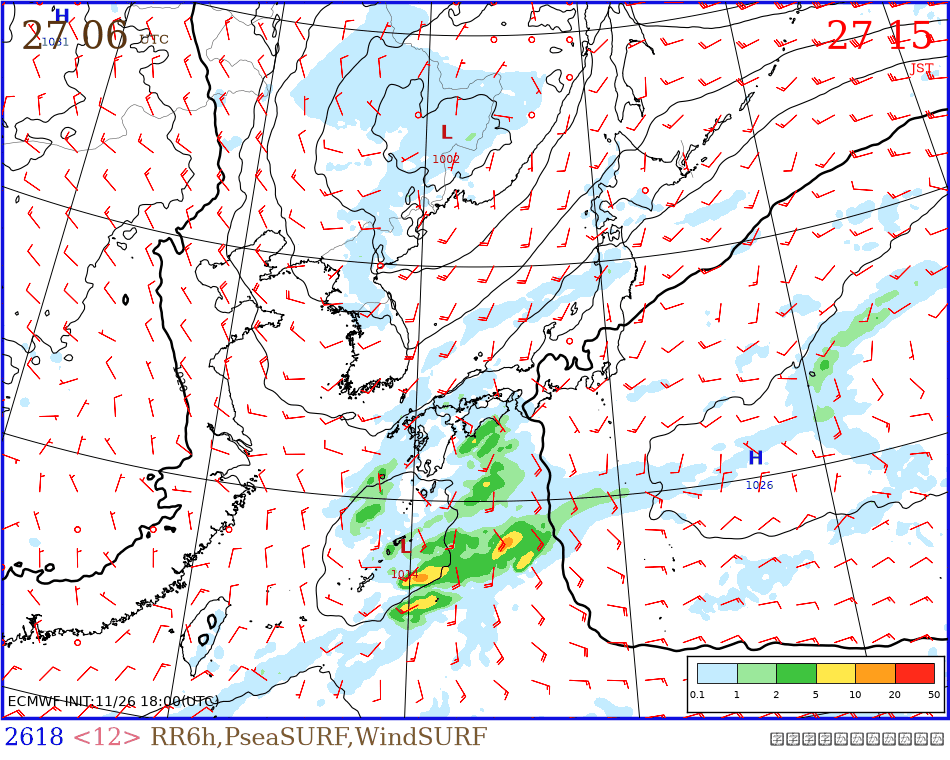 27 06 UTC
27 15
JST
H
1031
L
1002
1020
H
1026
L
1014
0.1 1 2 5 10 20 50
ECMWF INIT:11/26 18:00(UTC)
2618 <12> RR6h,PseaSURF,WindSURF